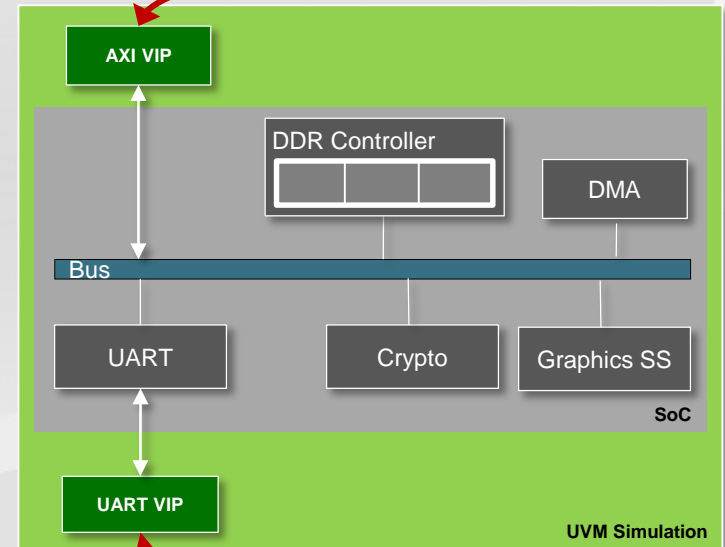 AXI VIP
DDR Controller
DMA
Bus
UART
Crypto
Graphics SS
SoC
UART VIP
UVM Simulation